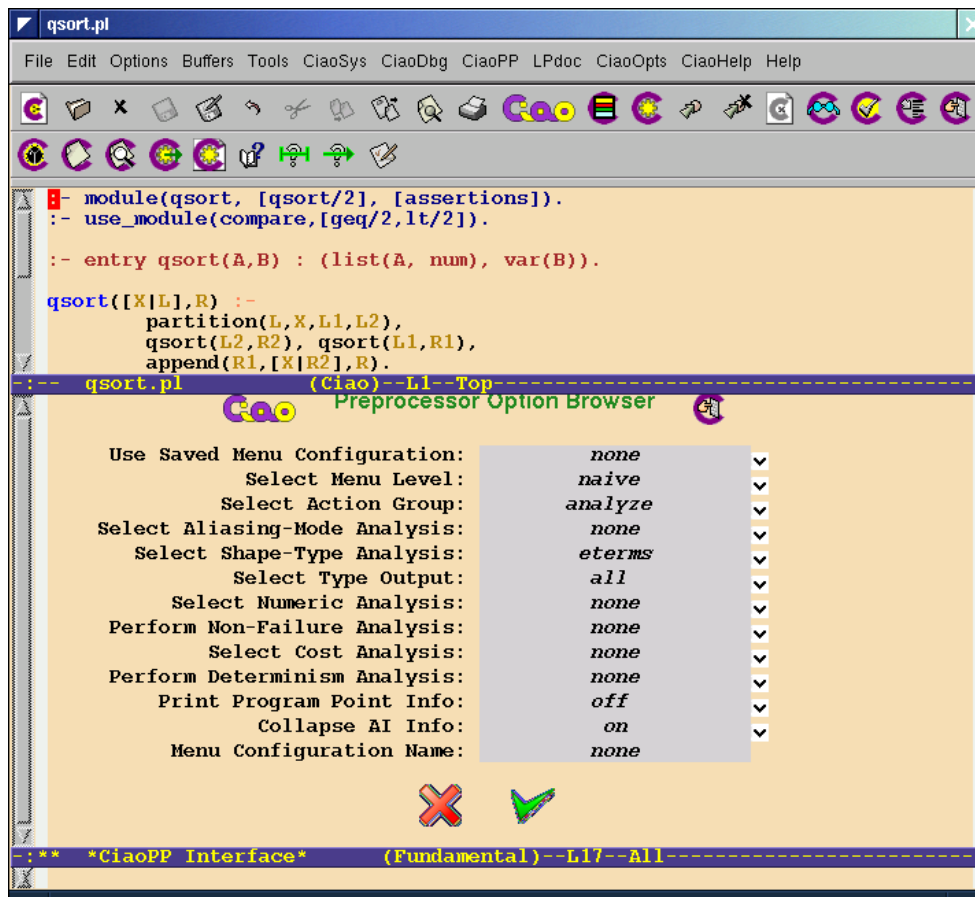 qsort.pl
File Edit Options Buffers Tools CiaoSys CiaoDbg CiaoPP LPdoc CiaoOpts CiaoHelp Help
Ciao
:- module(qsort, [qsort/2], [assertions]).
:- use_module(compare,[geq/2,lt/2]).
:- entry qsort(A,B) : (list(A, num), var(B)).
qsort([X|L],R) :-
partition(L,X,L1,L2),
qsort(L2,R2), qsort(L1,R1),
append(R1,[X|R2],R).
-:-- qsort.pl (Ciao)--L1--Top--------------------------------------
Ciao Preprocessor Option Browser
Use Saved Menu Configuration: none
Select Menu Level: naive
Select Action Group: analyze
Select Aliasing-Mode Analysis: none
Select Shape-Type Analysis: eterms
Select Type Output: all
Select Numeric Analysis: none
Perform Non-Failure Analysis: none
Select Cost Analysis: none
Perform Determinism Analysis: none
Print Program Point Info: off
Collapse AI Info: on
Menu Configuration Name: none
-:** *CiaoPP Interface* (Fundamental)--L17--All------------------------